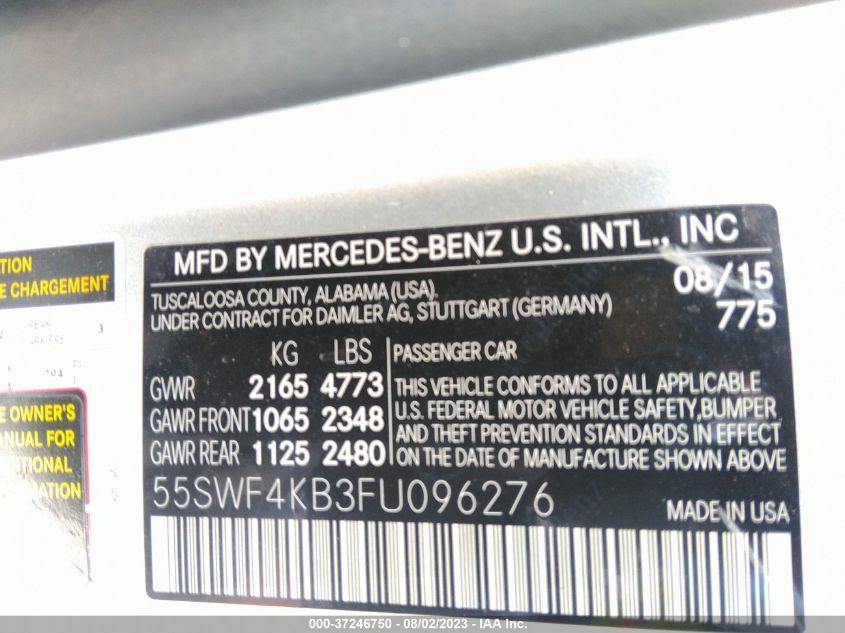 TION
E CHARGEMENT
E OWNER'S
MANUAL FOR
ITIONAL
RMATION
MFD BY MERCEDES-BENZ U.S. INTL., INC
TUSCALOOSA COUNTY, ALABAMA (USA) 08/15
UNDER CONTRACT FOR DAIMLER AG, STUTTGART (GERMANY) 775
KG LBS PASSENGER CAR
GVWR 2165 4773
GAWR FRONT 1065 2348
GAWR REAR 1125 2480
THIS VEHICLE CONFORMS TO ALL APPLICABLE
U.S. FEDERAL MOTOR VEHICLE SAFETY, BUMPER
AND THEFT PREVENTION STANDARDS IN EFFECT
ON THE DATE OF MANUFACTURE SHOWN ABOVE
55SWF4KB3FU096276 MADE IN USA
000-37246750 - 08/02/2023 - IAA Inc.